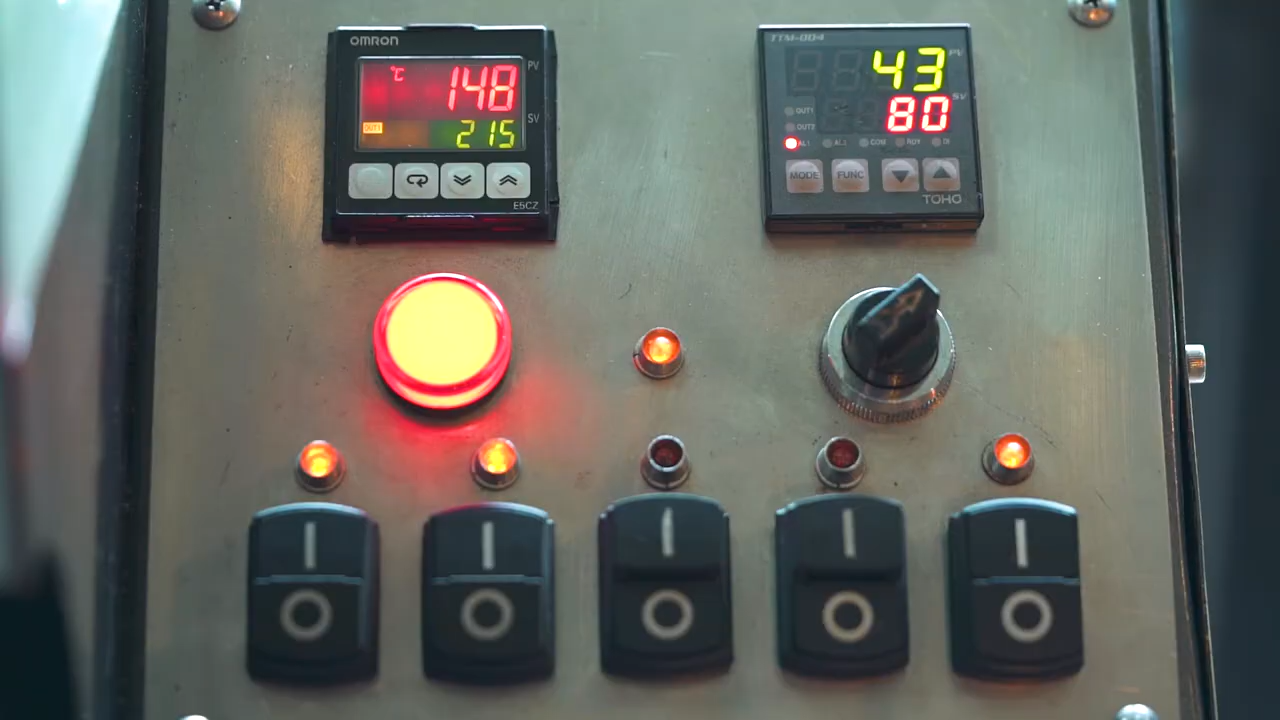 OMRON
°C 148 PV
SV
OUT1 215
E5CZ
TTM-004
43 PV
80 SV
OUT1
OUT2
AL1 AL2 COM RDY DI
MODE FUNC
TOHO